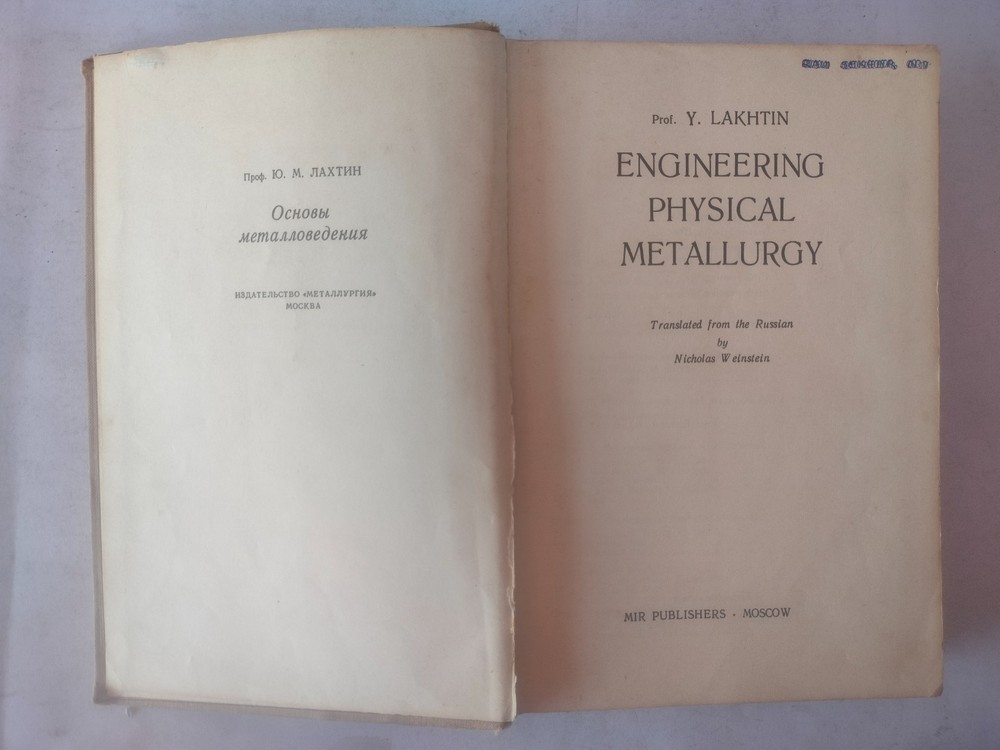 Проф. Ю. М. ЛАХТИН
Основы
металловедения
ИЗДАТЕЛЬСТВО «МЕТАЛЛУРГИЯ»
МОСКВА
Prof. Y. LAKHTIN
ENGINEERING
PHYSICAL
METALLURGY
Translated from the Russian
by
Nicholas Weinstein
MIR PUBLISHERS · MOSCOW